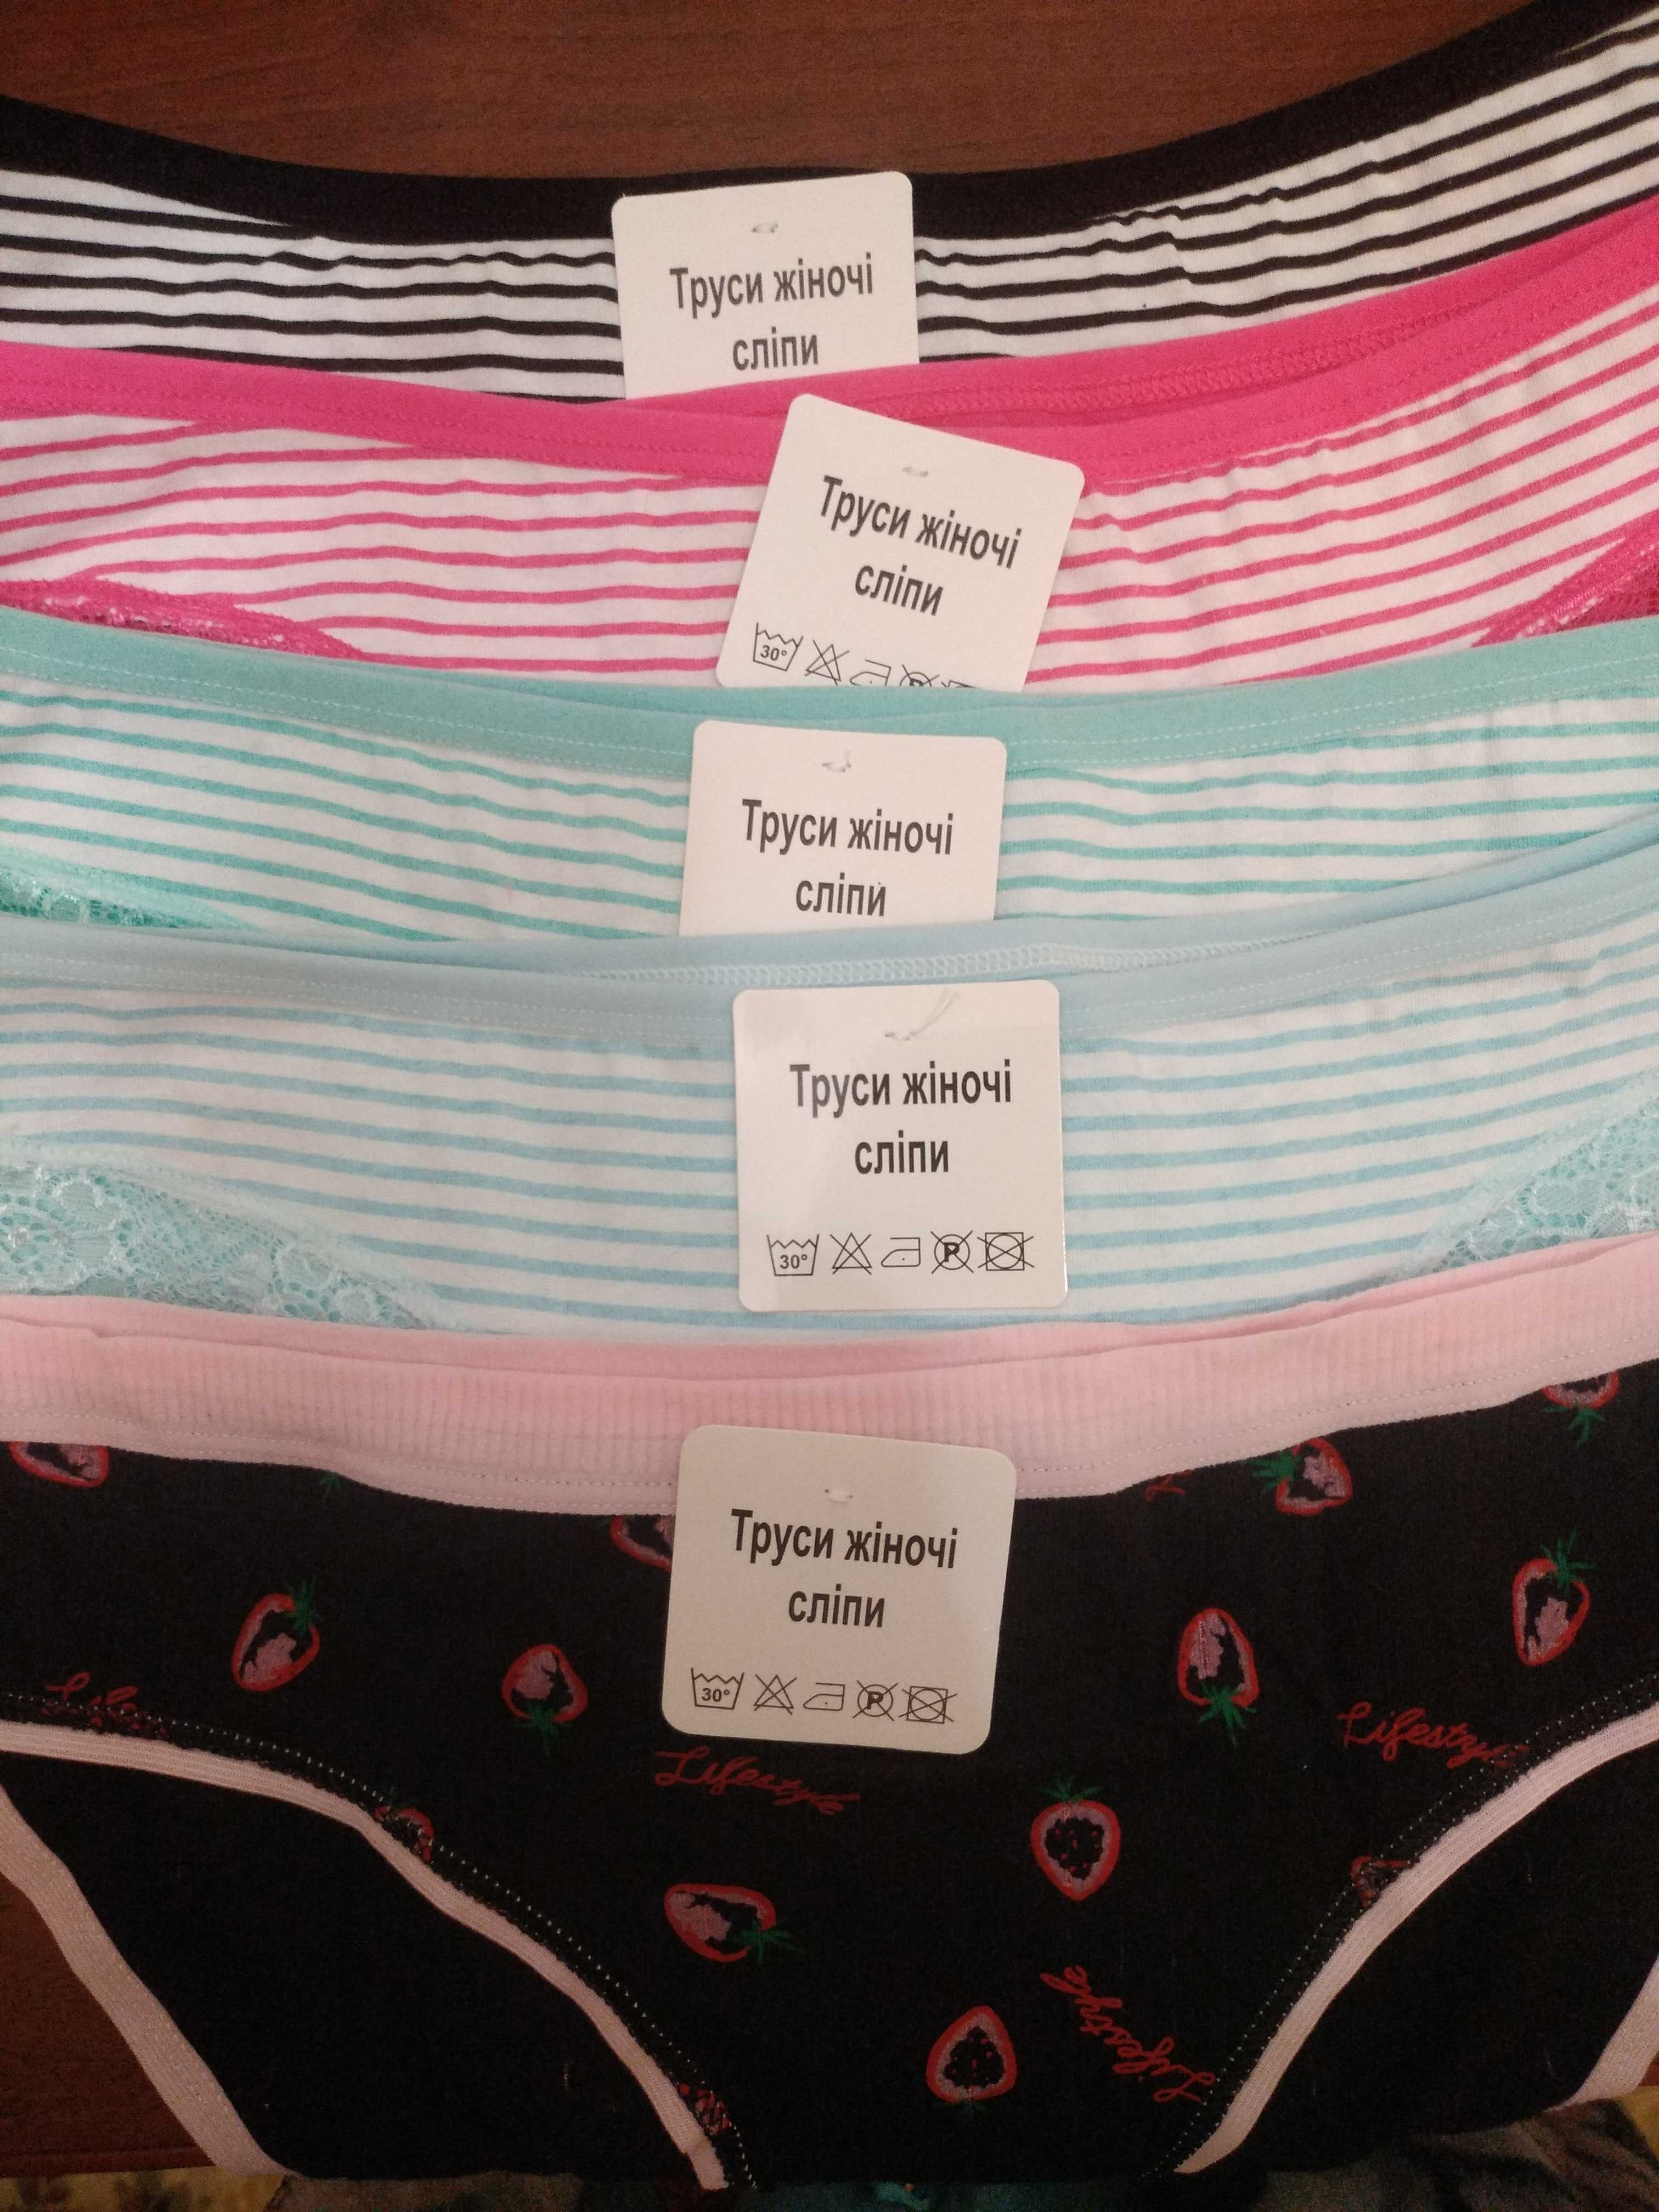 Труси жіночі
сліпи
Труси жіночі
сліпи
30°
Труси жіночі
сліпи
Труси жіночі
сліпи
30° P
Труси жіночі
сліпи
30° P
Lifestyle
Lifestyle
Lifestyle